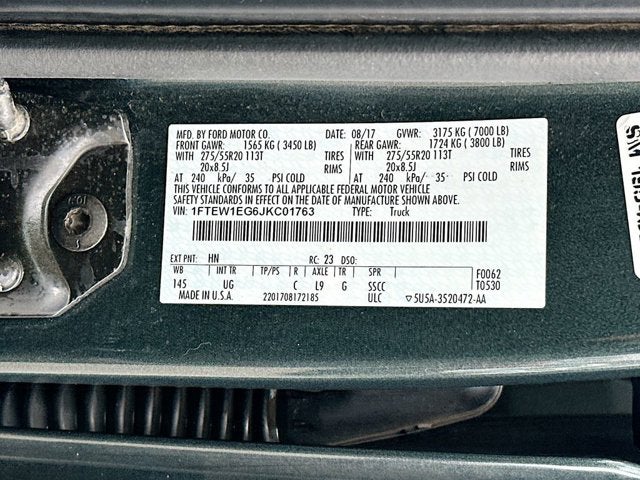 MFD. BY FORD MOTOR CO. 08/17 GVWR: 3175 KG ( 7000 LB)
FRONT GAWR: 1565 KG ( 3450 LB) REAR GAWR: 1724 KG ( 3800 LB)
WITH 275/55R20 113T TIRES WITH 275/55R20 113T TIRES
20x8.5J RIMS 20x8.5J RIMS
AT 240 kPa/ 35 PSI COLD AT 240 kPa/ 35 PSI COLD
THIS VEHICLE CONFORMS TO ALL APPLICABLE FEDERAL MOTOR VEHICLE
SAFETY STANDARDS IN EFFECT ON THE DATE OF MANUFACTURE SHOWN ABOVE.
VIN: 1FTEW1EG6JKC01763 TYPE: Truck
EXT PNT: HN RC: 23 DSO:
WB INT TR TP/PS R AXLE TR SPR F0062
145 UG C L9 G SSCC T0530
MADE IN U.S.A. 2201708172185 ULC ▽5U5A-3520472-AA